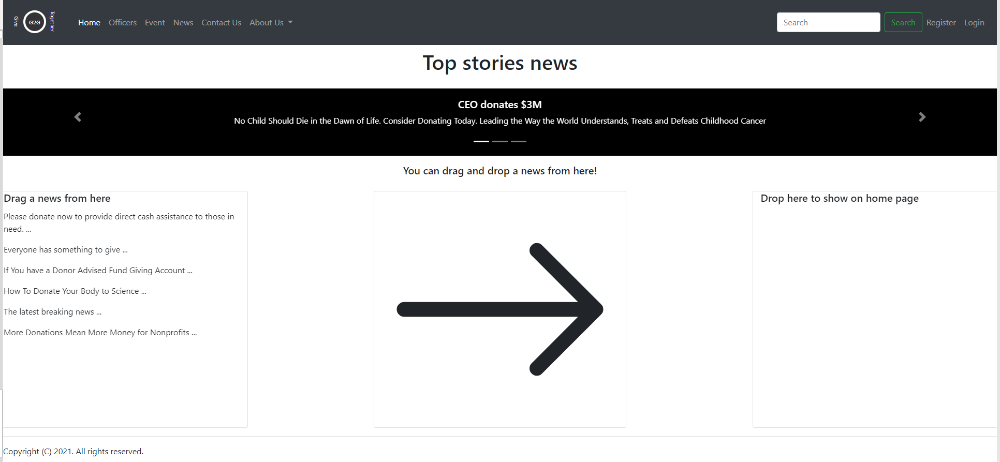 Give
G2G
Together
Home Officers Event News Contact Us About Us
Search
Search
Register Login
Top stories news
CEO donates $3M
No Child Should Die in the Dawn of Life. Consider Donating Today. Leading the Way the World Understands, Treats and Defeats Childhood Cancer
You can drag and drop a news from here!
Drag a news from here
Please donate now to provide direct cash assistance to those in
need. ...
Everyone has something to give ...
If You have a Donor Advised Fund Giving Account ...
How To Donate Your Body to Science ...
The latest breaking news ...
More Donations Mean More Money for Nonprofits ...
Drop here to show on home page
Copyright (C) 2021. All rights reserved.